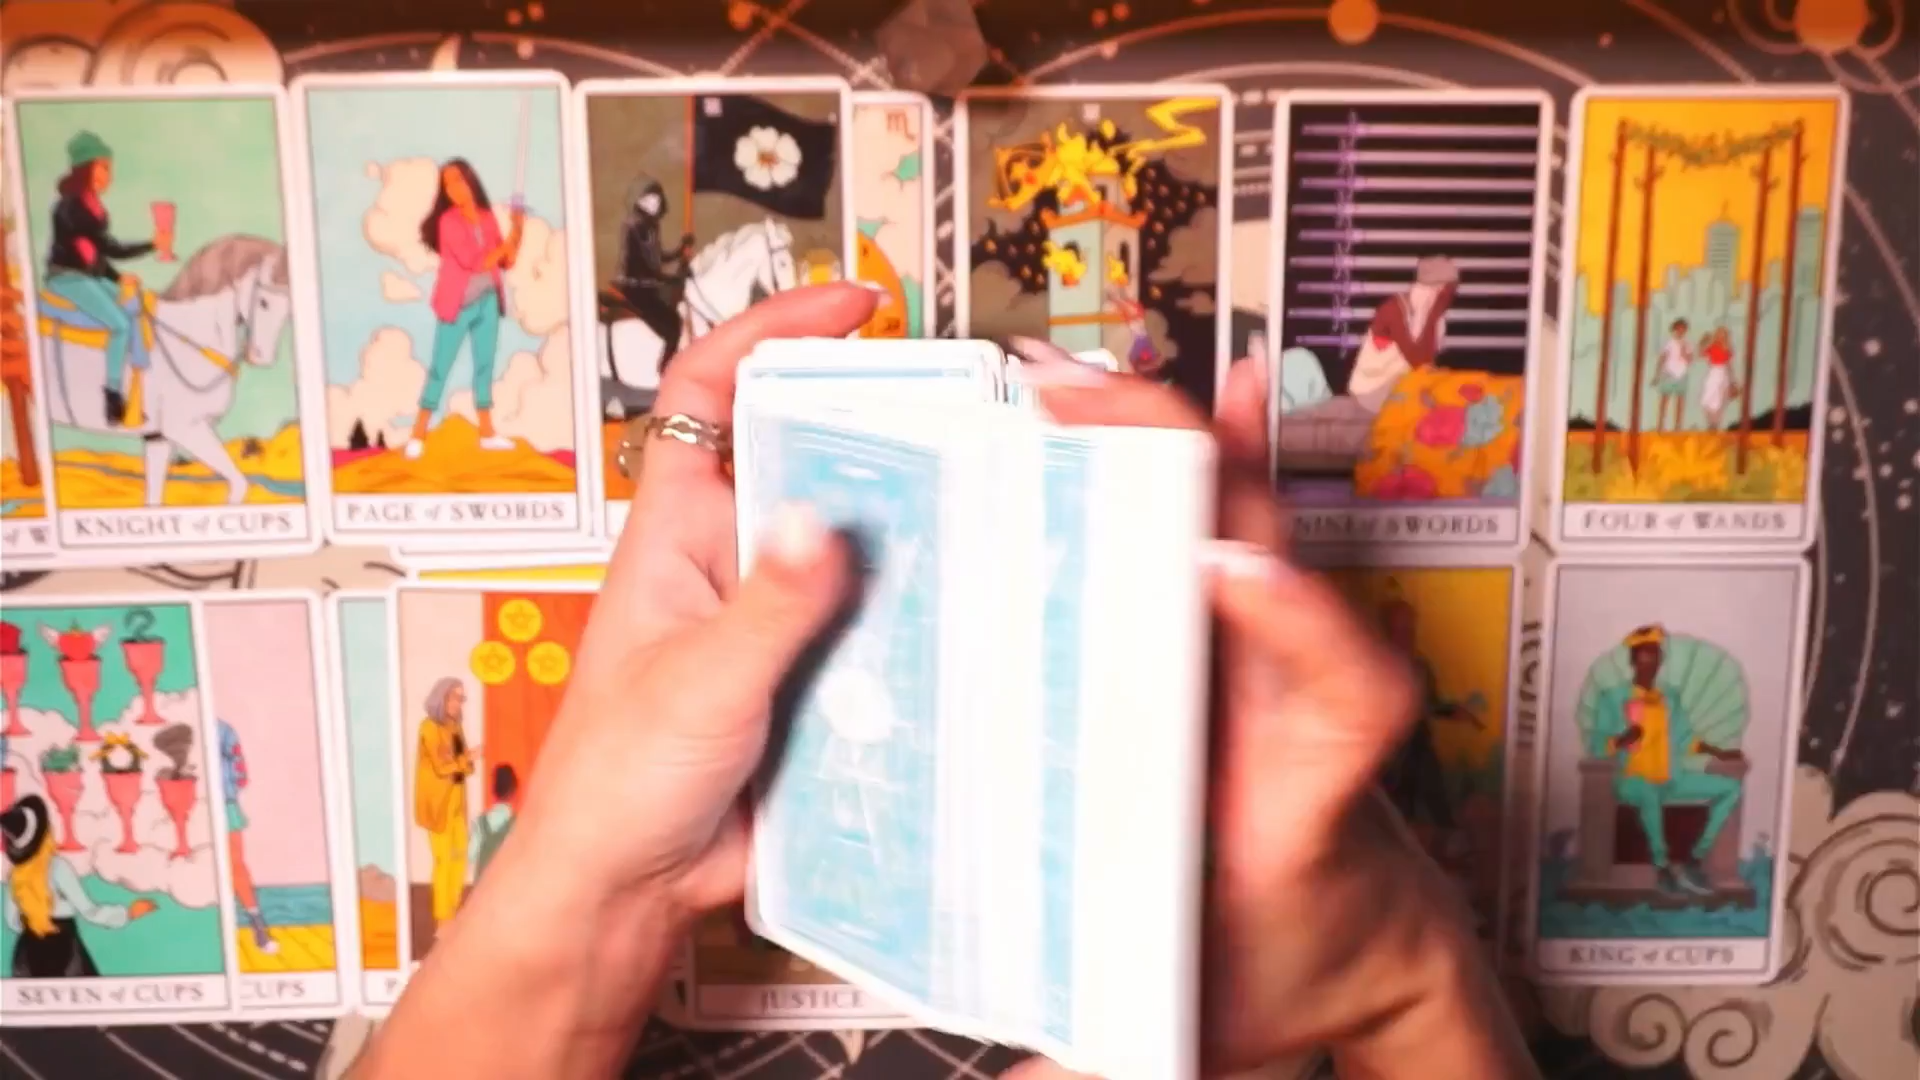 of W
KNIGHT of CUPS
PAGE of SWORDS
NINE of SWORDS
FOUR of WANDS
SEVEN of CUPS
CUPS
P
JUSTICE
KING of CUPS